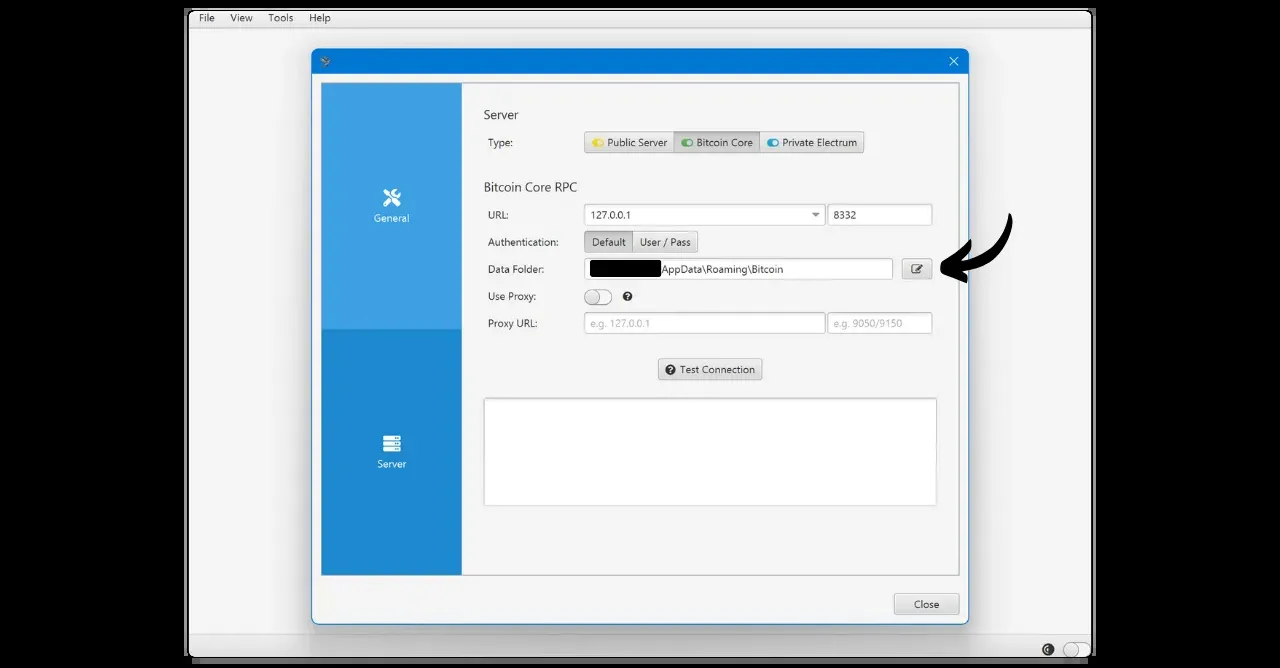 File View Tools Help
Server
Type: Public Server Bitcoin Core Private Electrum
Bitcoin Core RPC
URL: 127.0.0.1 8332
Authentication: Default User / Pass
Data Folder: AppData\Roaming\Bitcoin
Use Proxy:
Proxy URL: e.g. 127.0.0.1 e.g. 9050/9150
Test Connection
General
Server
Close